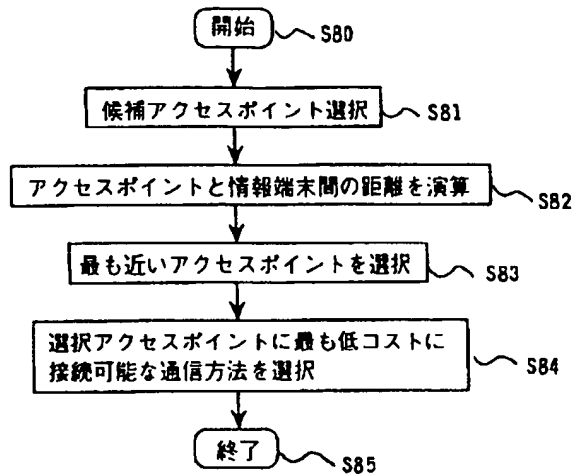 開始
S80
候補アクセスポイント選択
S81
アクセスポイントと情報端末間の距離を演算
S82
最も近いアクセスポイントを選択
S83
選択アクセスポイントに最も低コストに
接続可能な通信方法を選択
S84
終了
S85